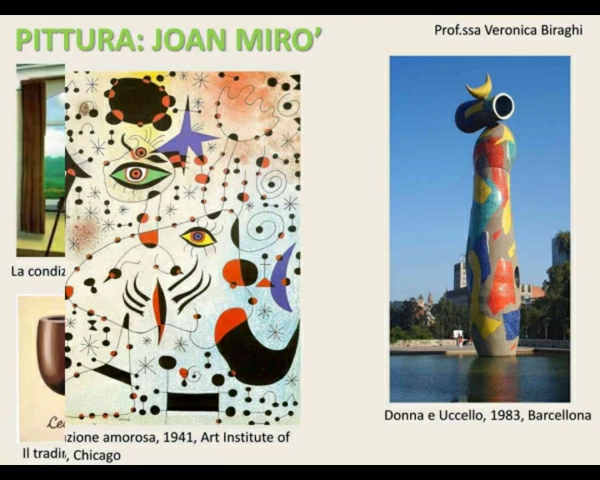 PITTURA: JOAN MIRO’
Prof.ssa Veronica Biraghi
La condiz
Donna e Uccello, 1983, Barcellona
zione amorosa, 1941, Art Institute of
Il tradi
, Chicago